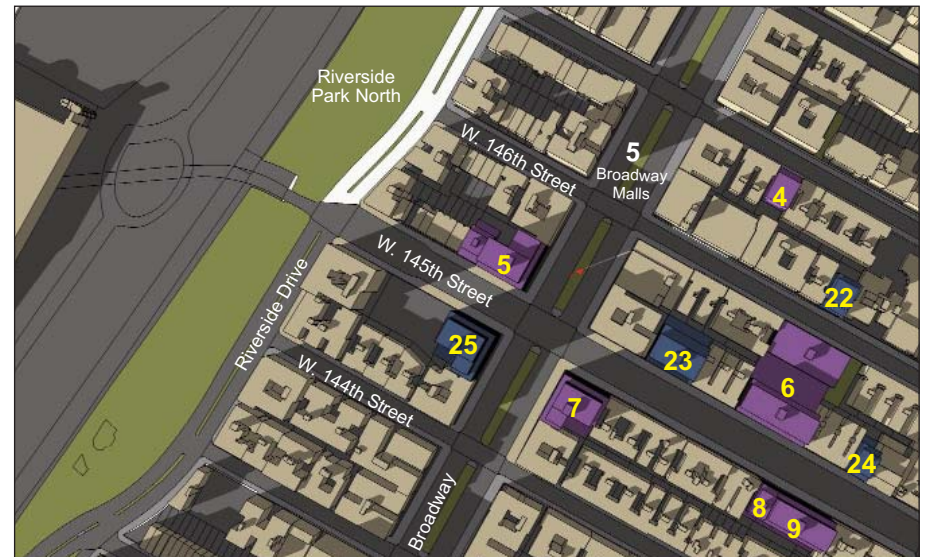 Riverside
Park North
W. 146th Street
5
Broadway
Malls
4
5
W. 145th Street
22
Riverside Drive
25
23
6
W. 144th Street
7
24
Broadway
8
9